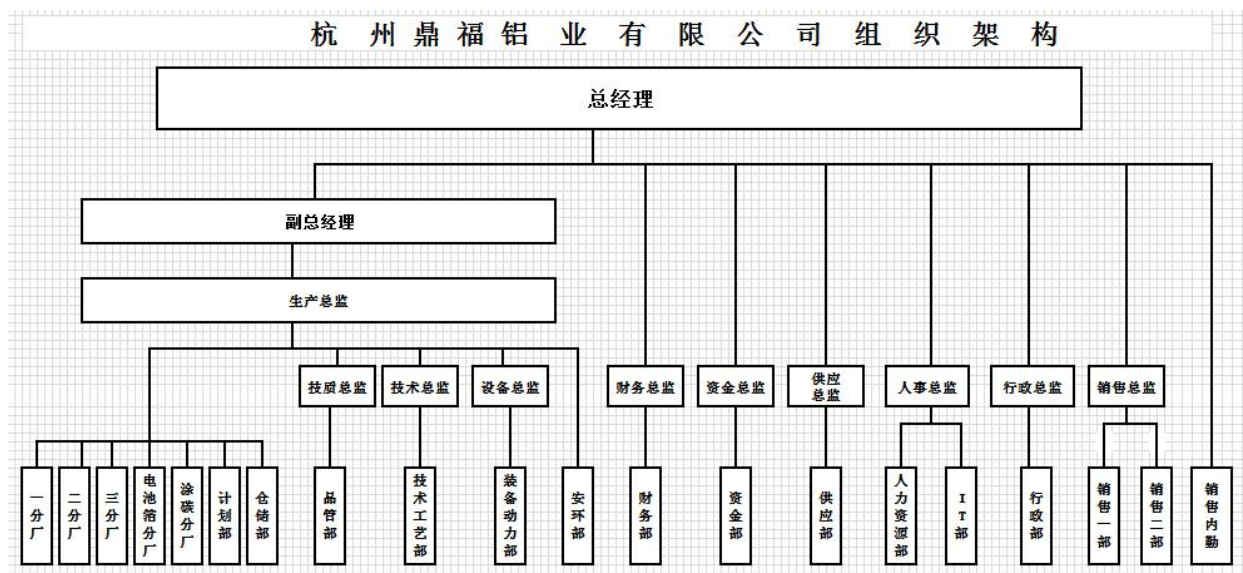 杭州鼎福铝业有限公司组织架构
总经理
副总经理
生产总监
技质总监
技术总监
设备总监
财务总监
资金总监
供应
总监
人事总监
行政总监
销售总监
一分厂
二分厂
三分厂
电池箔分厂
涂碳分厂
计划部
仓储部
品管部
技术工艺部
装备动力部
安环部
财务部
资金部
供应部
人力资源部
IT部
行政部
销售一部
销售二部
销售内勤